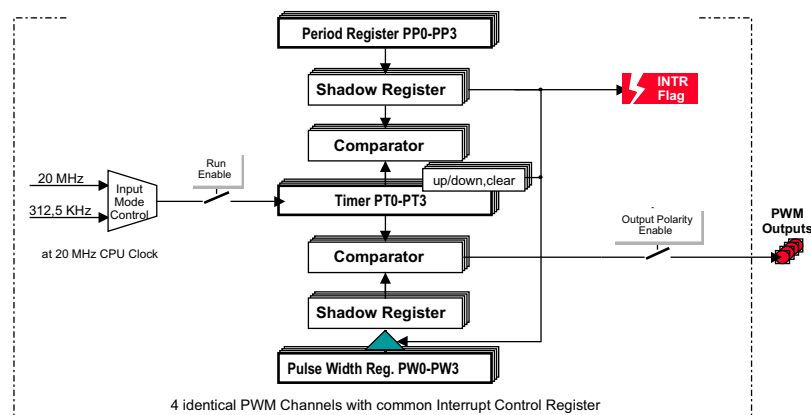 Period Register PP0-PP3
Shadow Register
INTR
Flag
Comparator
Run
Enable
20 MHz
Input
Mode
Control
312,5 KHz
up/down,clear
Timer PT0-PT3
at 20 MHz CPU Clock
Output Polarity
Enable
PWM
Outputs
Comparator
Shadow Register
Pulse Width Reg. PW0-PW3
4 identical PWM Channels with common Interrupt Control Register